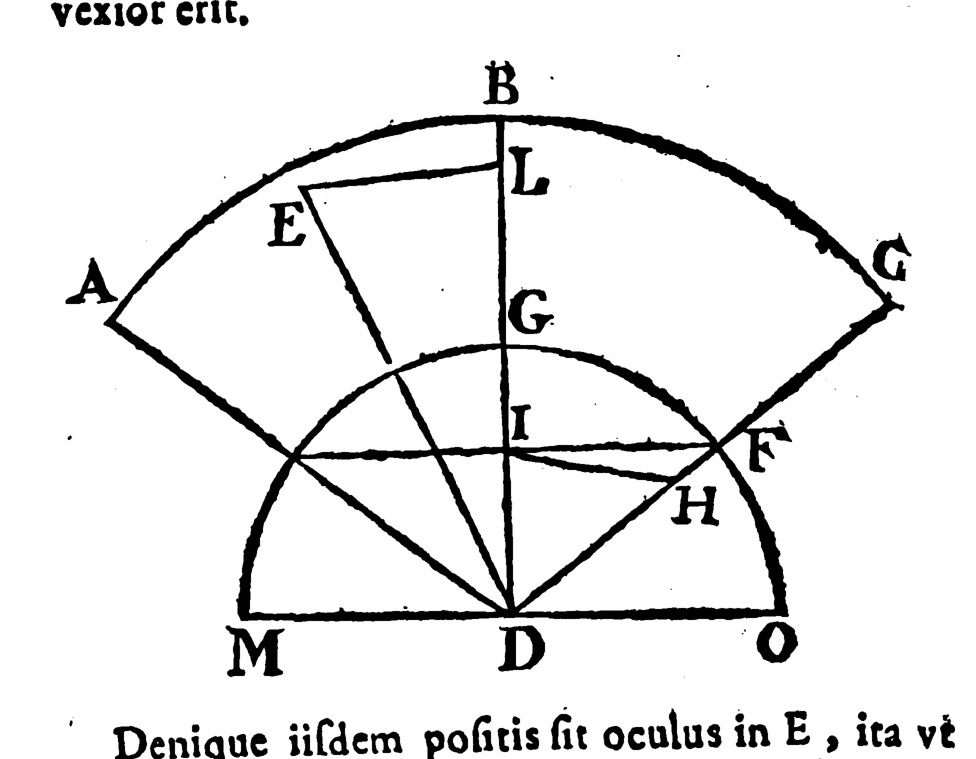 vexior erit.
B
L
E
A
C
G
I
F
H
M
D
O
Denique iiſdem poſitis ſit oculus in E , ita vt